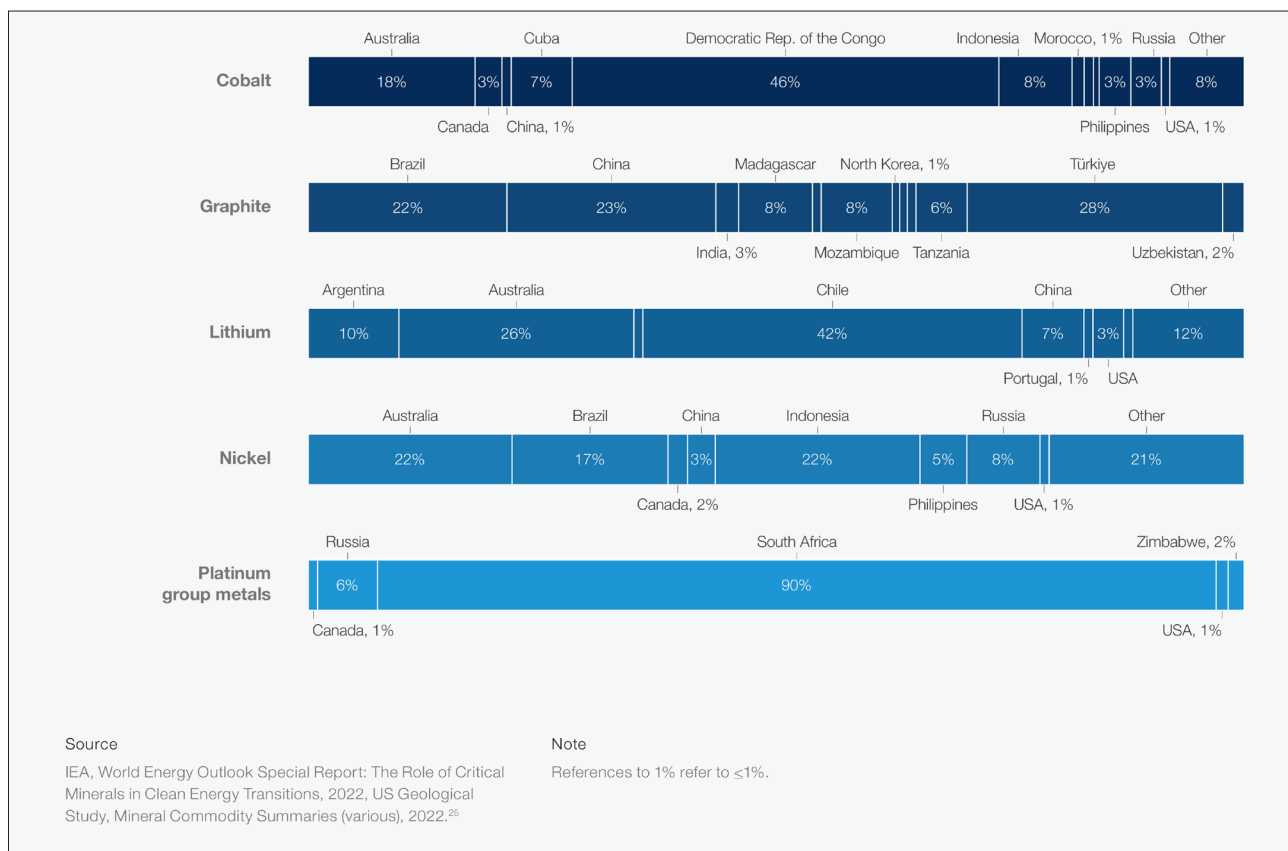 Australia Cuba Democratic Rep. of the Congo Indonesia Morocco, 1% Russia Other
Cobalt 18% 3% 7% 46% 8% 3% 3% 8%
Canada China, 1% Philippines USA, 1%
Brazil China Madagascar North Korea, 1% Türkiye
Graphite 22% 23% 8% 8% 6% 28%
India, 3% Mozambique Tanzania Uzbekistan, 2%
Argentina Australia Chile China Other
Lithium 10% 26% 42% 7% 3% 12%
Portugal, 1% USA
Australia Brazil China Indonesia Russia Other
Nickel 22% 17% 3% 22% 5% 8% 21%
Canada, 2% Philippines USA, 1%
Russia South Africa Zimbabwe, 2%
Platinum
group metals 6% 90%
Canada, 1% USA, 1%
Source
IEA, World Energy Outlook Special Report: The Role of Critical
Minerals in Clean Energy Transitions, 2022, US Geological
Study, Mineral Commodity Summaries (various), 2022.25
Note
References to 1% refer to ≤1%.